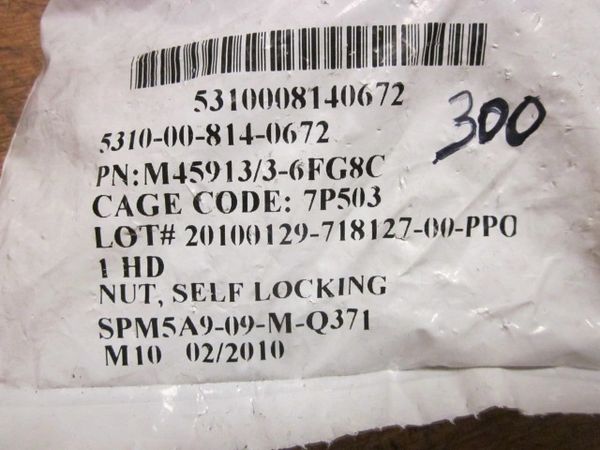 5310008140672
5310-00-814-0672
300
PN:M45913/3-6FG8C
CAGE CODE: 7P503
LOT# 20100129-718127-00-PPO
1 HD
NUT, SELF LOCKING
SPM5A9-09-M-Q371
M10 02/2010